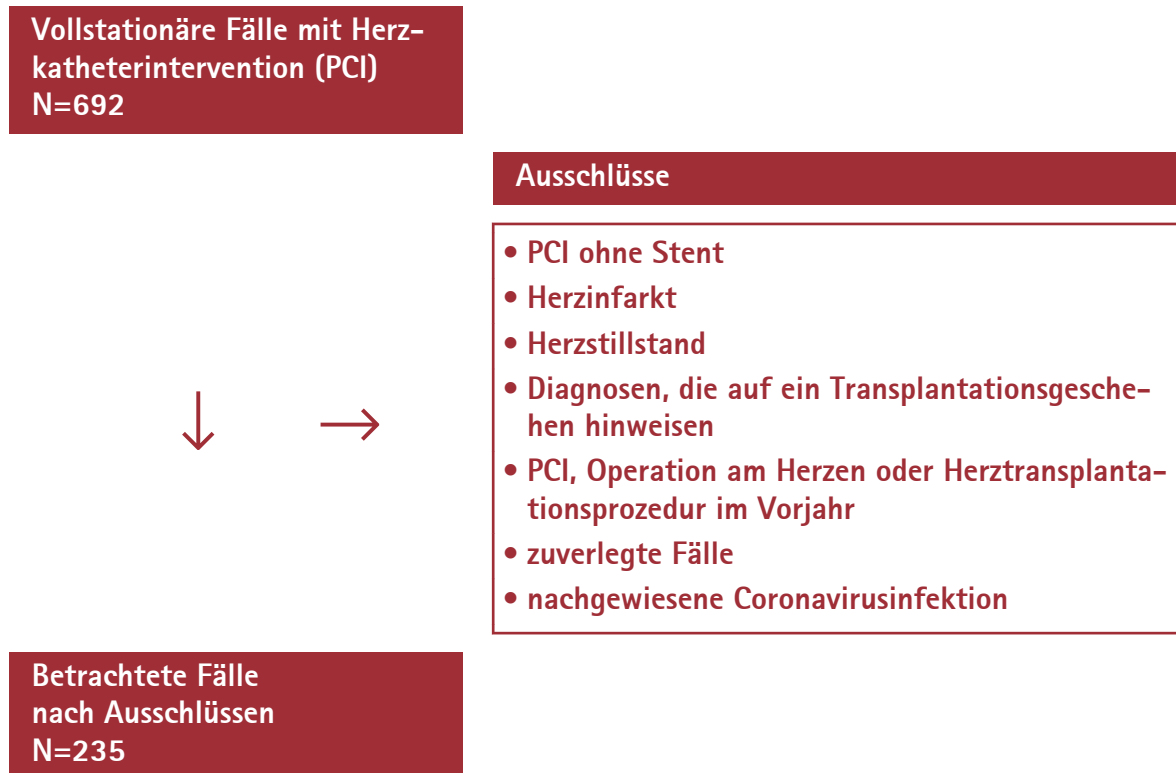 Vollstationäre Fälle mit Herz-
katheterintervention (PCI)
N=692
Ausschlüsse
• PCI ohne Stent
• Herzinfarkt
• Herzstillstand
• Diagnosen, die auf ein Transplantationsgesche-
hen hinweisen
• PCI, Operation am Herzen oder Herztransplanta-
tionsprozedur im Vorjahr
• zuverlegte Fälle
• nachgewiesene Coronavirusinfektion
Betrachtete Fälle
nach Ausschlüssen
N=235